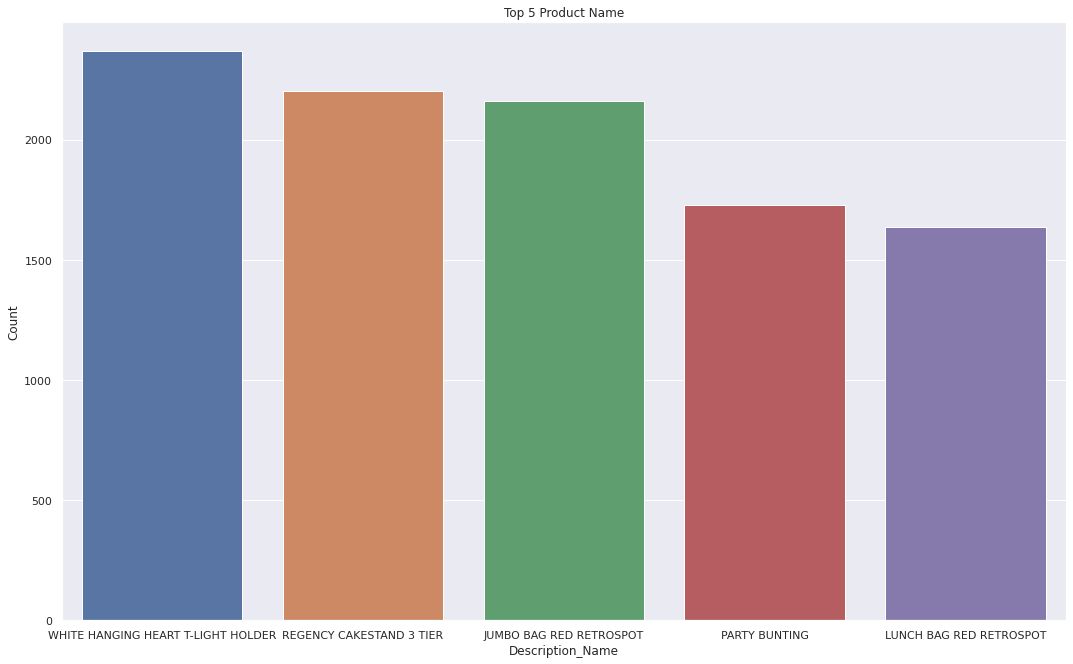 Top 5 Product Name
Count
2000
1500
1000
500
0
WHITE HANGING HEART T-LIGHT HOLDER REGENCY CAKESTAND 3 TIER JUMBO BAG RED RETROSPOT PARTY BUNTING LUNCH BAG RED RETROSPOT
Description_Name